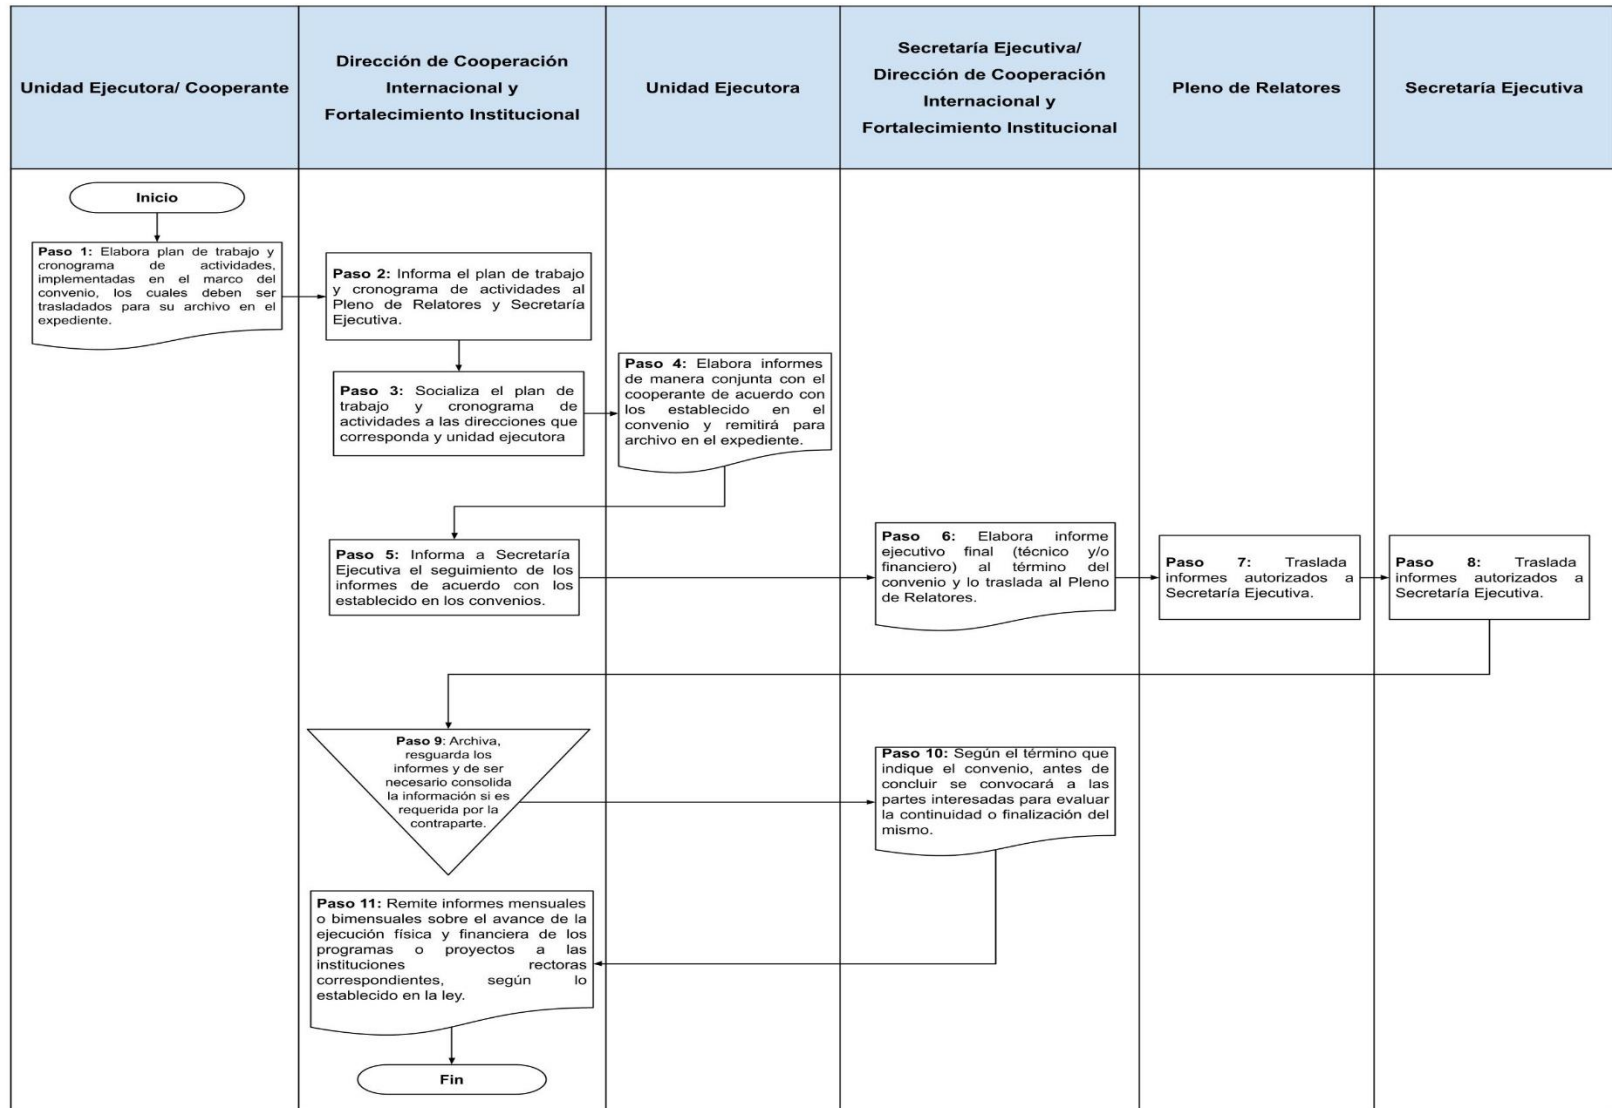 Unidad Ejecutora/ Cooperante
Dirección de Cooperación
Internacional y
Fortalecimiento Institucional
Unidad Ejecutora
Secretaría Ejecutiva/
Dirección de Cooperación
Internacional y
Fortalecimiento Institucional
Pleno de Relatores
Secretaría Ejecutiva
Inicio
Paso 1: Elabora plan de trabajo y
cronograma de actividades,
implementadas en el marco del
convenio, los cuales deben ser
trasladados para su archivo en el
expediente.
Paso 2: Informa el plan de trabajo
y cronograma de actividades al
Pleno de Relatores y Secretaría
Ejecutiva.
Paso 3: Socializa el plan de
trabajo y cronograma de
actividades a las direcciones que
corresponda y unidad ejecutora
Paso 4: Elabora informes
de manera conjunta con el
cooperante de acuerdo con
los establecido en el
convenio y remitirá para
archivo en el expediente.
Paso 5: Informa a Secretaría
Ejecutiva el seguimiento de los
informes de acuerdo con los
establecido en los convenios.
Paso 6: Elabora informe
ejecutivo final (técnico y/o
financiero) al término del
convenio y lo traslada al Pleno
de Relatores.
Paso 7: Traslada
informes autorizados a
Secretaría Ejecutiva.
Paso 8: Traslada
informes autorizados a
Secretaría Ejecutiva.
Paso 9: Archiva,
resguarda los
informes y de ser
necesario consolida
la información si es
requerida por la
contraparte.
Paso 10: Según el término que
indique el convenio, antes de
concluir se convocará a las
partes interesadas para evaluar
la continuidad o finalización del
mismo.
Paso 11: Remite informes mensuales
o bimensuales sobre el avance de la
ejecución física y financiera de los
programas o proyectos a las
instituciones rectoras
correspondientes, según lo
establecido en la ley.
Fin